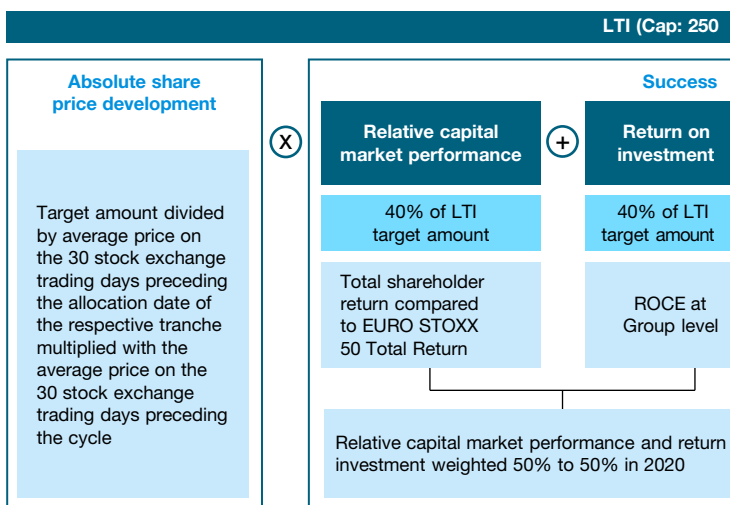 LTI (Cap: 250
Absolute share
price development
x
Target amount divided
by average price on
the 30 stock exchange
trading days preceding
the allocation date of
the respective tranche
multiplied with the
average price on the
30 stock exchange
trading days preceding
the cycle
Success
Relative capital
market performance
+
Return on
investment
40% of LTI
target amount
40% of LTI
target amount
Total shareholder
return compared
to EURO STOXX
50 Total Return
ROCE at
Group level
Relative capital market performance and return
investment weighted 50% to 50% in 2020